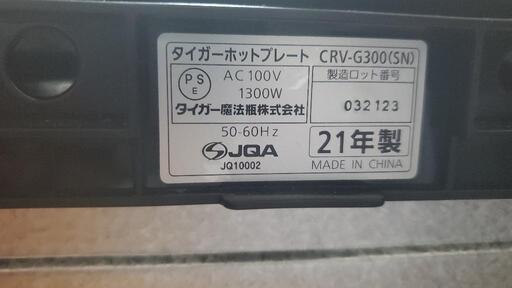 タイガーホットプレート CRV-G300(SN)
PS
E
AC100V
1300W
製造ロット番号
032123
タイガー魔法瓶株式会社
50-60Hz
JQA
JQ10002
21年製
MADE IN CHINA